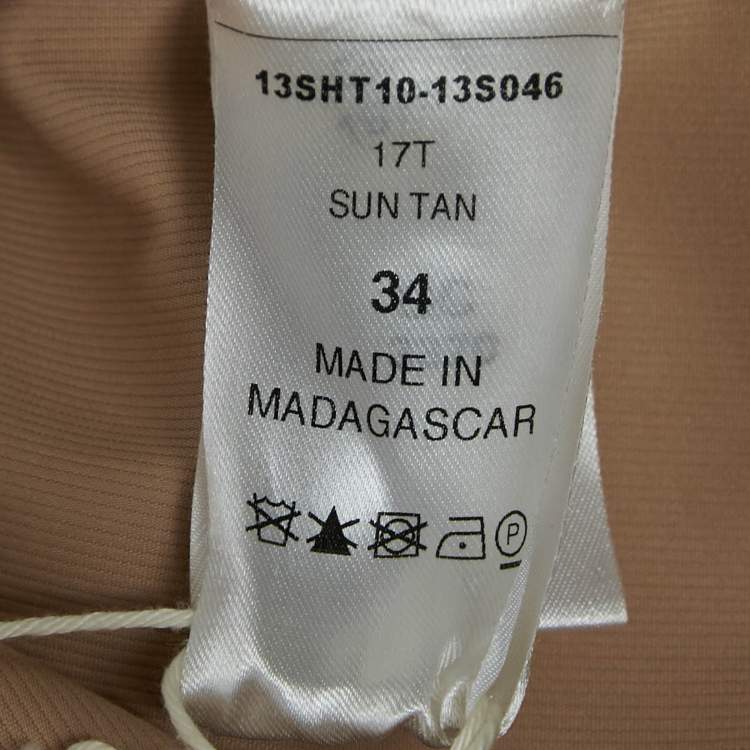 13SHT10-13S046
17T
SUN TAN
34
MADE IN
MADAGASCAR
P